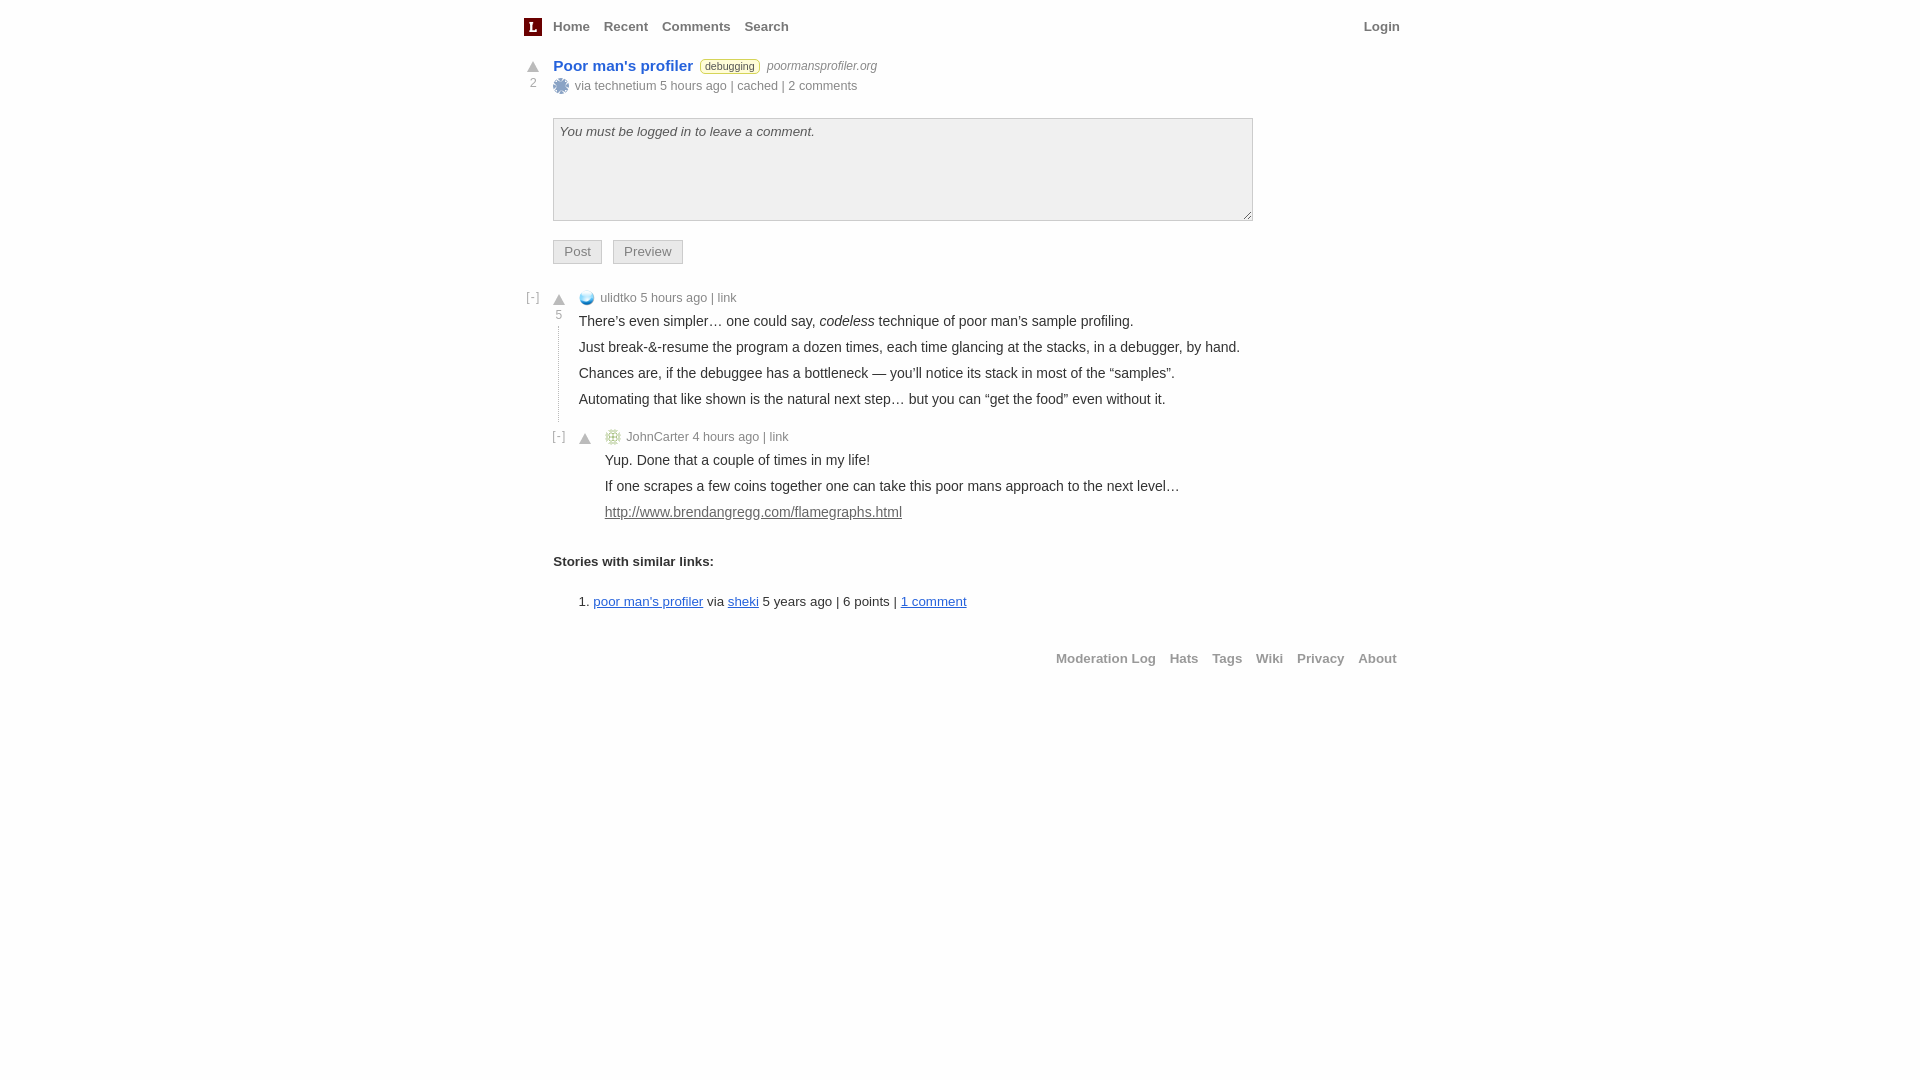 L Home Recent Comments Search Login
Poor man's profiler debugging poormansprofiler.org
2 via technetium 5 hours ago | cached | 2 comments
You must be logged in to leave a comment.
Post Preview
[-] ulidtko 5 hours ago | link
5
There’s even simpler… one could say, codeless technique of poor man’s sample profiling.
Just break-&-resume the program a dozen times, each time glancing at the stacks, in a debugger, by hand.
Chances are, if the debuggee has a bottleneck — you’ll notice its stack in most of the “samples”.
Automating that like shown is the natural next step… but you can “get the food” even without it.
[-] JohnCarter 4 hours ago | link
Yup. Done that a couple of times in my life!
If one scrapes a few coins together one can take this poor mans approach to the next level…
http://www.brendangregg.com/flamegraphs.html
Stories with similar links:
1. poor man's profiler via sheki 5 years ago | 6 points | 1 comment
Moderation Log Hats Tags Wiki Privacy About